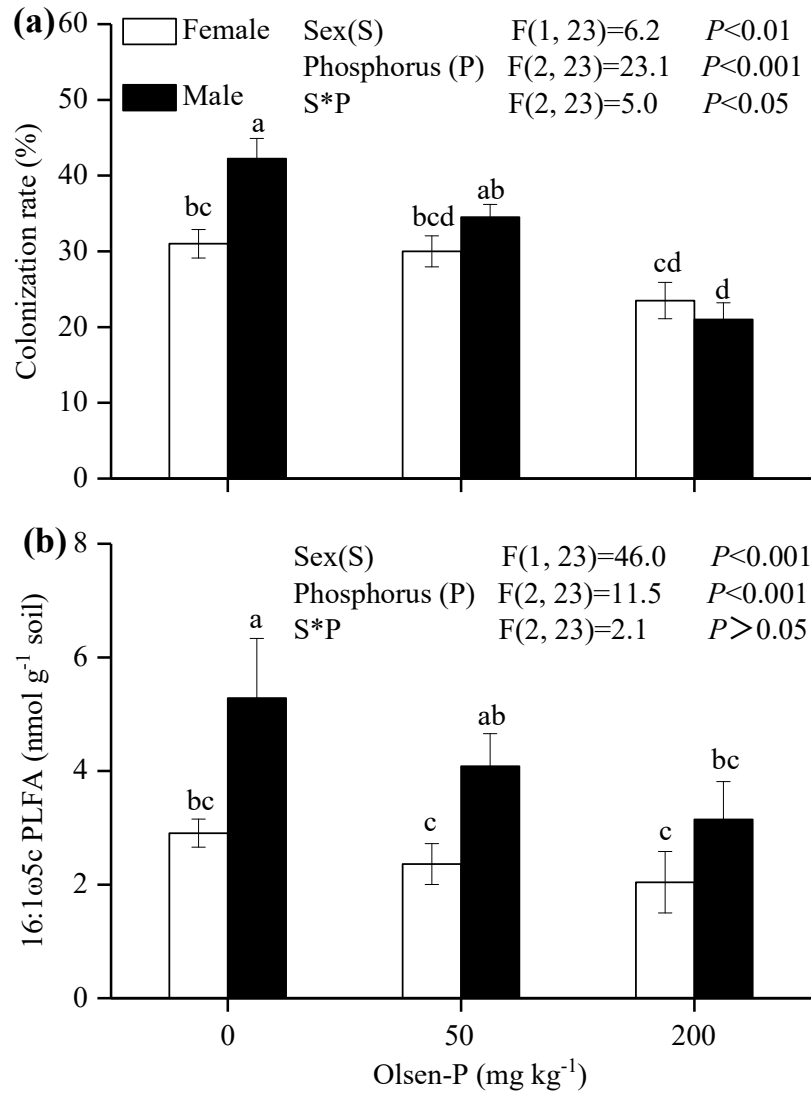 (a)
60
50
40
30
20
10
0
Colonization rate (%)
Female
Male
Sex(S) F(1, 23)=6.2 P<0.01
Phosphorus (P) F(2, 23)=23.1 P<0.001
S*P F(2, 23)=5.0 P<0.05
bc
a
bcd
ab
cd
d
(b)
8
6
4
2
0
16:1ω5c PLFA (nmol g⁻¹ soil)
Sex(S) F(1, 23)=46.0 P<0.001
Phosphorus (P) F(2, 23)=11.5 P<0.001
S*P F(2, 23)=2.1 P>0.05
bc
a
c
ab
c
bc
0 50 200
Olsen-P (mg kg⁻¹)